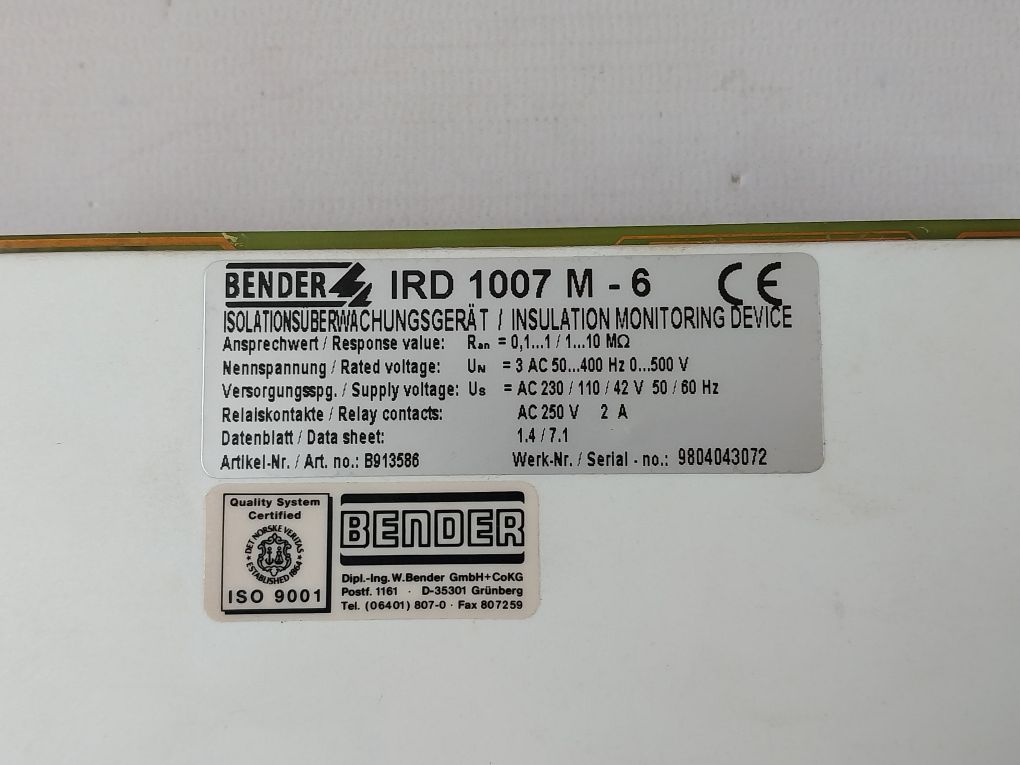 BENDER IRD 1007 M - 6 CE
ISOLATIONSÜBERWACHUNGSGERÄT / INSULATION MONITORING DEVICE
Ansprechwert / Response value: Ran = 0,1...1 / 1...10 MΩ
Nennspannung / Rated voltage: UN = 3 AC 50...400 Hz 0...500 V
Versorgungsspg. / Supply voltage: Us = AC 230 / 110 / 42 V 50 / 60 Hz
Relaiskontakte / Relay contacts: AC 250 V 2 A
Datenblatt / Data sheet: 1.4 / 7.1
Artikel-Nr. / Art. no.: B913586 Werk-Nr. / Serial - no.: 9804043072
Quality System
Certified
DET NORSKE VERITAS
ESTABLISHED 1864
ISO 9001
BENDER
Dipl.-Ing. W. Bender GmbH+CoKG
Postf. 1161 · D-35301 Grünberg
Tel. (06401) 807-0 · Fax 807259